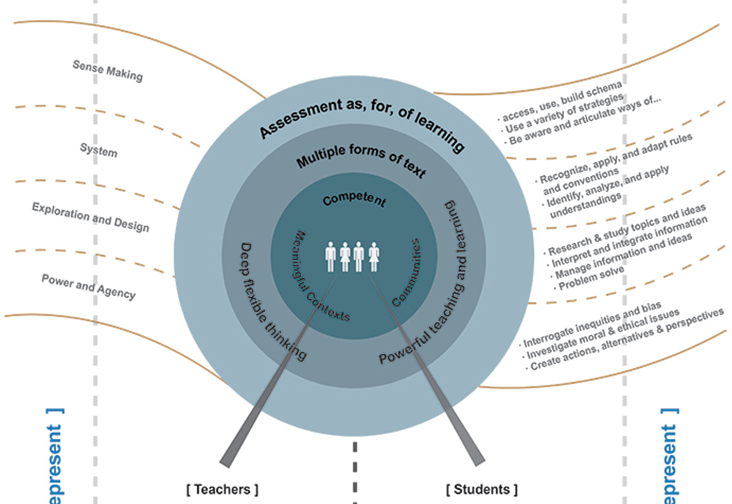 Sense Making
System
Exploration and Design
Power and Agency
Assessment as, for, of learning
Multiple forms of text
Competent
Meaningful Contexts
Communities
Deep flexible thinking
Powerful teaching and learning
· access, use, build schema
· Use a variety of strategies
· Be aware and articulate ways of...
· Recognize, apply, and adapt rules
and conventions
· Identify, analyze, and apply
understandings
· Research & study topics and ideas
· Interpret and integrate information
· Manage information and ideas
· Problem solve
· Interrogate inequities and bias
· Investigate moral & ethical issues
· Create actions, alternatives & perspectives
epresent ]
epresent ]
[ Teachers ]
[ Students ]